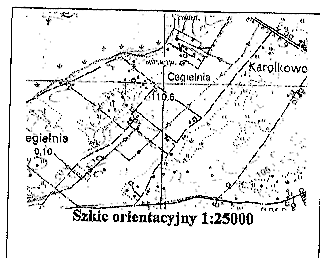 Karolkowo
Cegielnia
110,6
egielnia
0,10
Szkic orientacyjny 1:25000